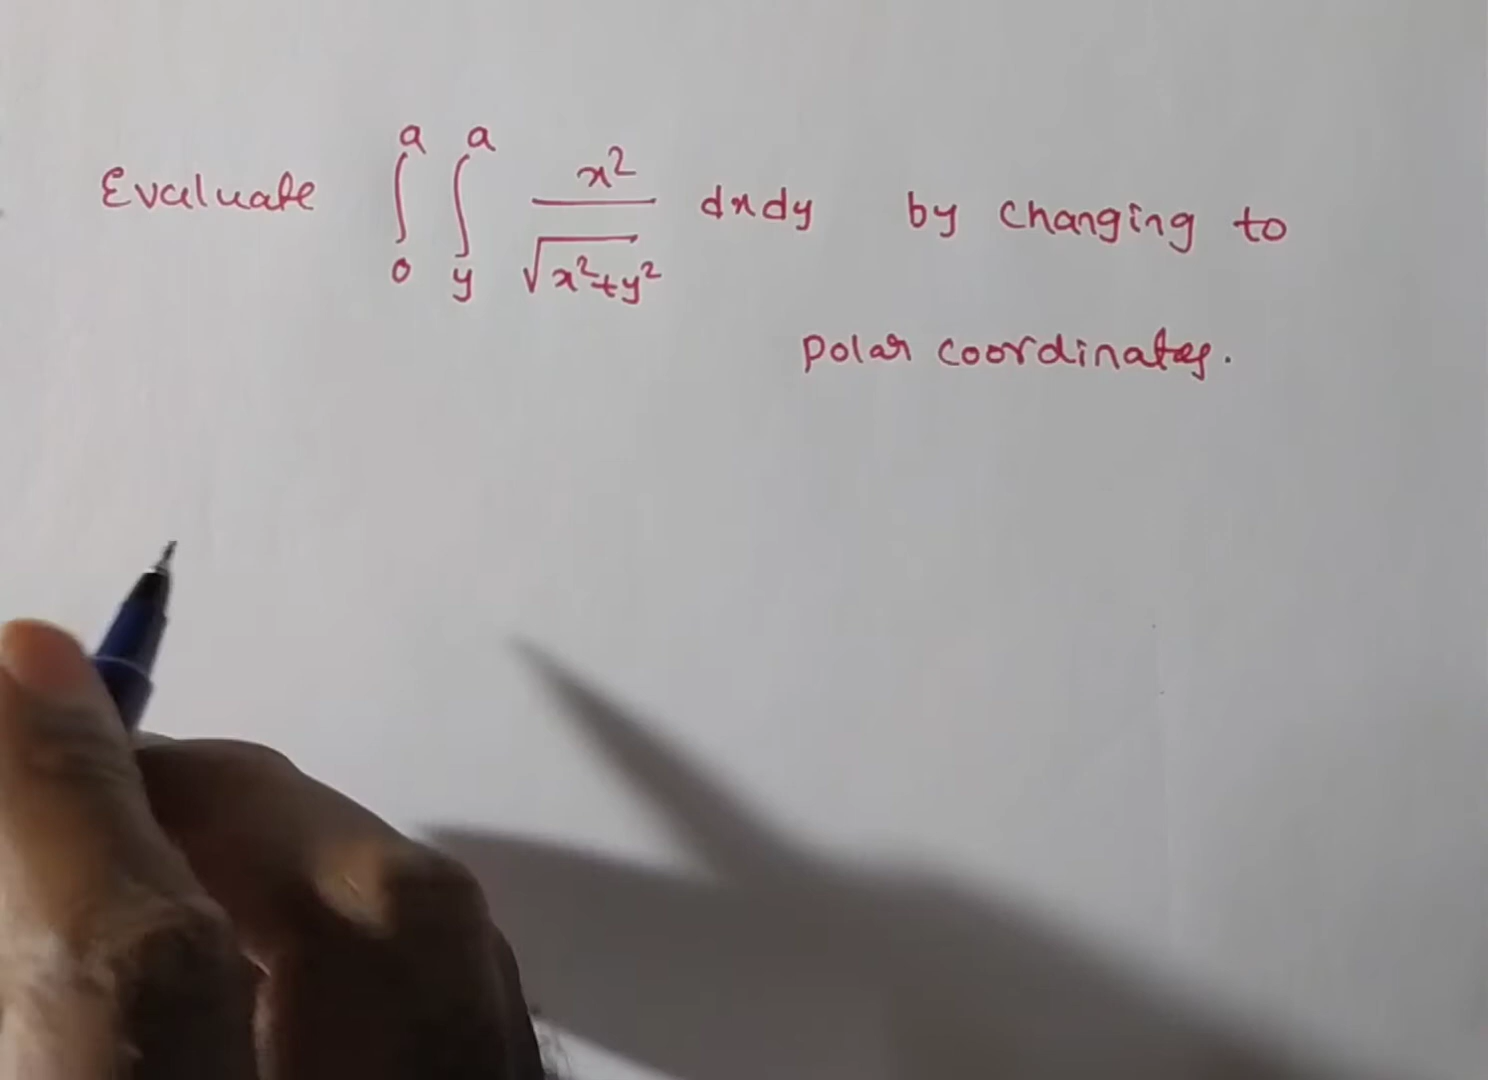 Evaluate ∫₀ᵃ ∫ᵧᵃ x²/√(x²+y²) dxdy by changing to
polar coordinates.